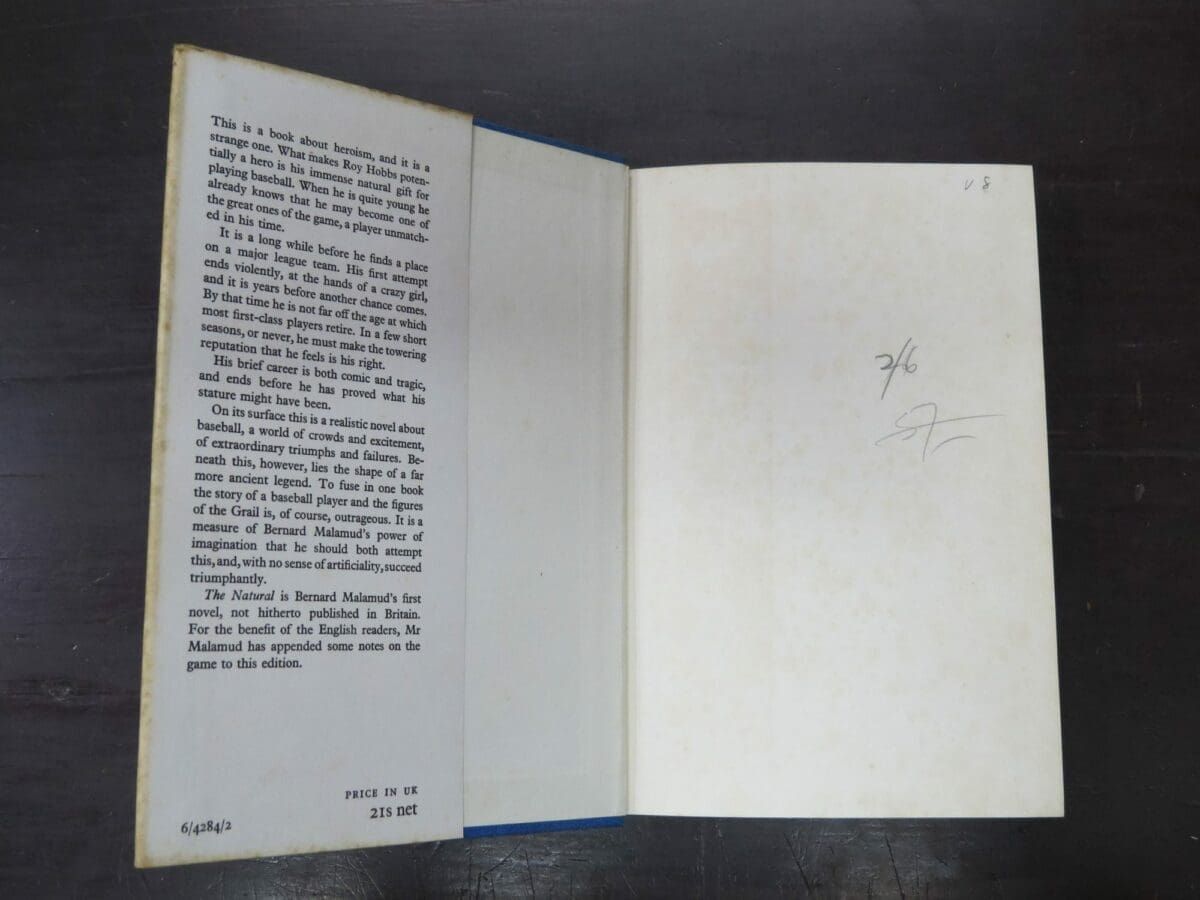 This is a book about heroism, and it is a
strange one. What makes Roy Hobbs poten-
tially a hero is his immense natural gift for
playing baseball. When he is quite young he
already knows that he may become one of
the great ones of the game, a player unmatch-
ed in his time.
It is a long while before he finds a place
on a major league team. His first attempt
ends violently, at the hands of a crazy girl,
and it is years before another chance comes.
By that time he is not far off the age at which
most first-class players retire. In a few short
seasons, or never, he must make the towering
reputation that he feels is his right.
His brief career is both comic and tragic,
and ends before he has proved what his
stature might have been.
On its surface this is a realistic novel about
baseball, a world of crowds and excitement,
of extraordinary triumphs and failures. Be-
neath this, however, lies the shape of a far
more ancient legend. To fuse in one book
the story of a baseball player and the figures
of the Grail is, of course, outrageous. It is a
measure of Bernard Malamud's power of
imagination that he should both attempt
this, and, with no sense of artificiality, succeed
triumphantly.
The Natural is Bernard Malamud's first
novel, not hitherto published in Britain.
For the benefit of the English readers, Mr
Malamud has appended some notes on the
game to this edition.
PRICE IN UK
21s net
6/4284/2
v 8
2/6